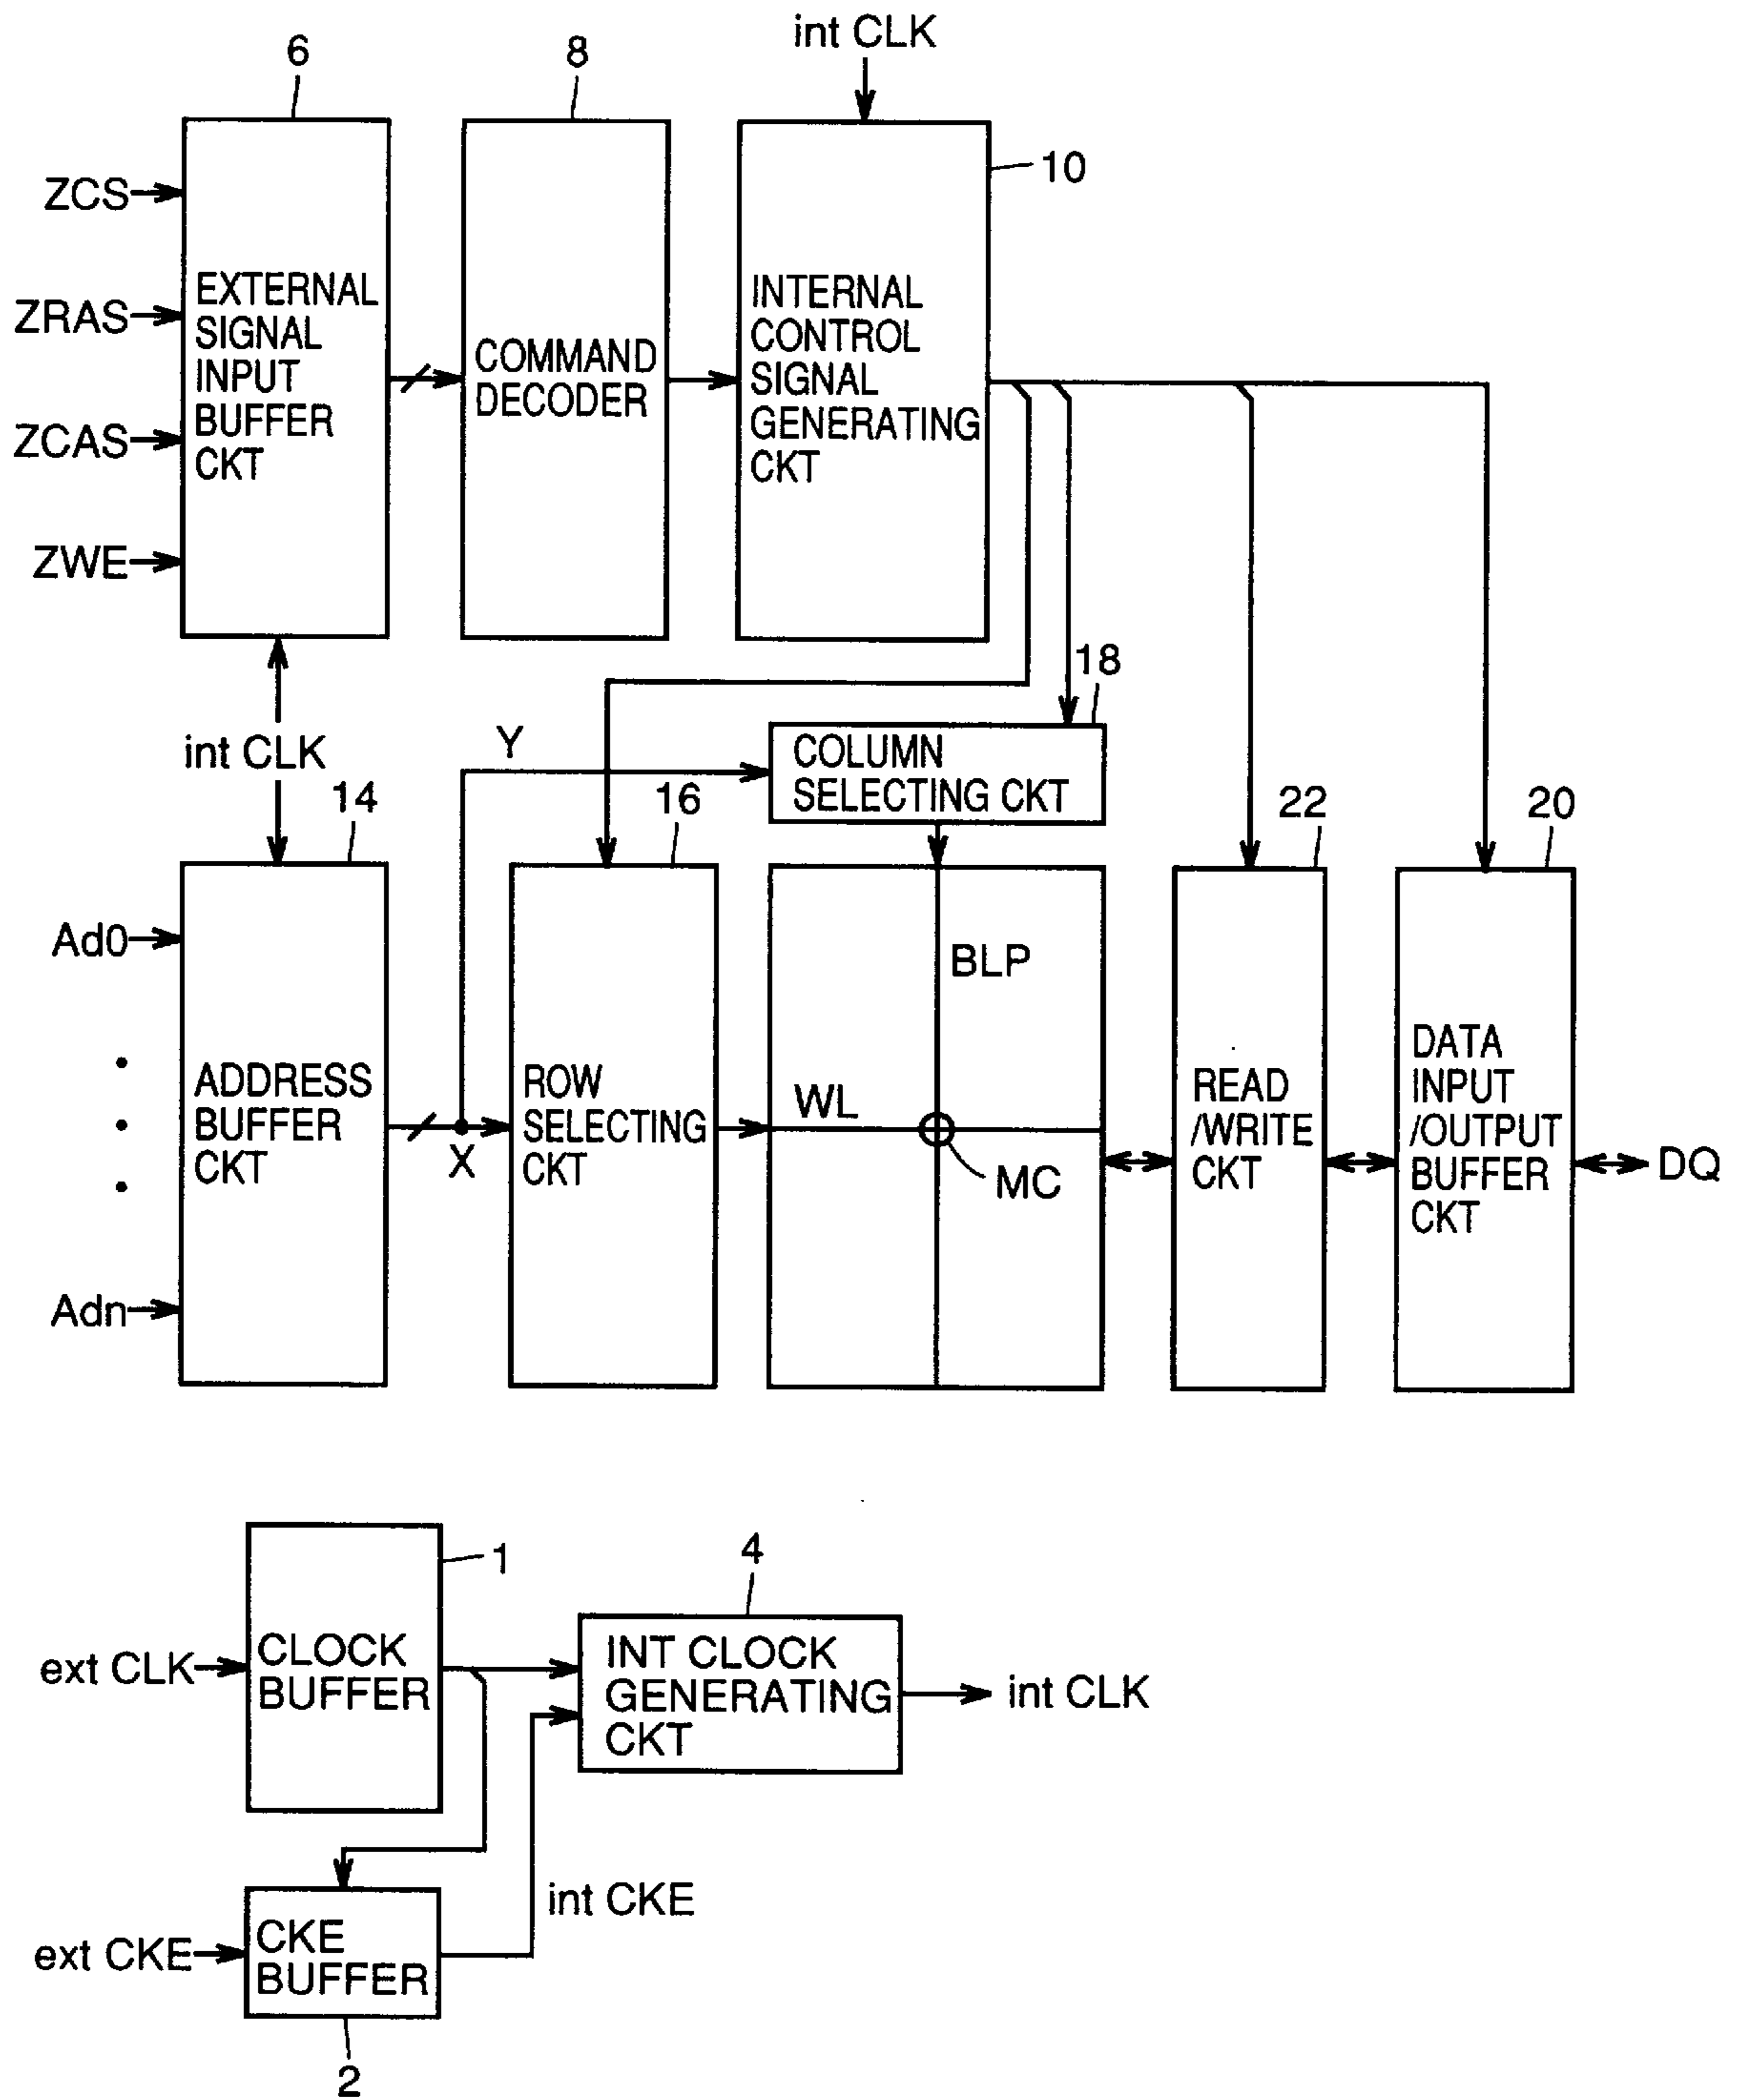 int CLK
6
8
10
ZCS
ZRAS
ZCAS
ZWE
EXTERNAL
SIGNAL
INPUT
BUFFER
CKT
COMMAND
DECODER
INTERNAL
CONTROL
SIGNAL
GENERATING
CKT
int CLK
Y
18
COLUMN
SELECTING CKT
14
16
22
20
Ad0
Adn
ADDRESS
BUFFER
CKT
X
ROW
SELECTING
CKT
BLP
WL
MC
READ
/WRITE
CKT
DATA
INPUT
/OUTPUT
BUFFER
CKT
DQ
1
4
ext CLK
CLOCK
BUFFER
INT CLOCK
GENERATING
CKT
int CLK
int CKE
ext CKE
CKE
BUFFER
2